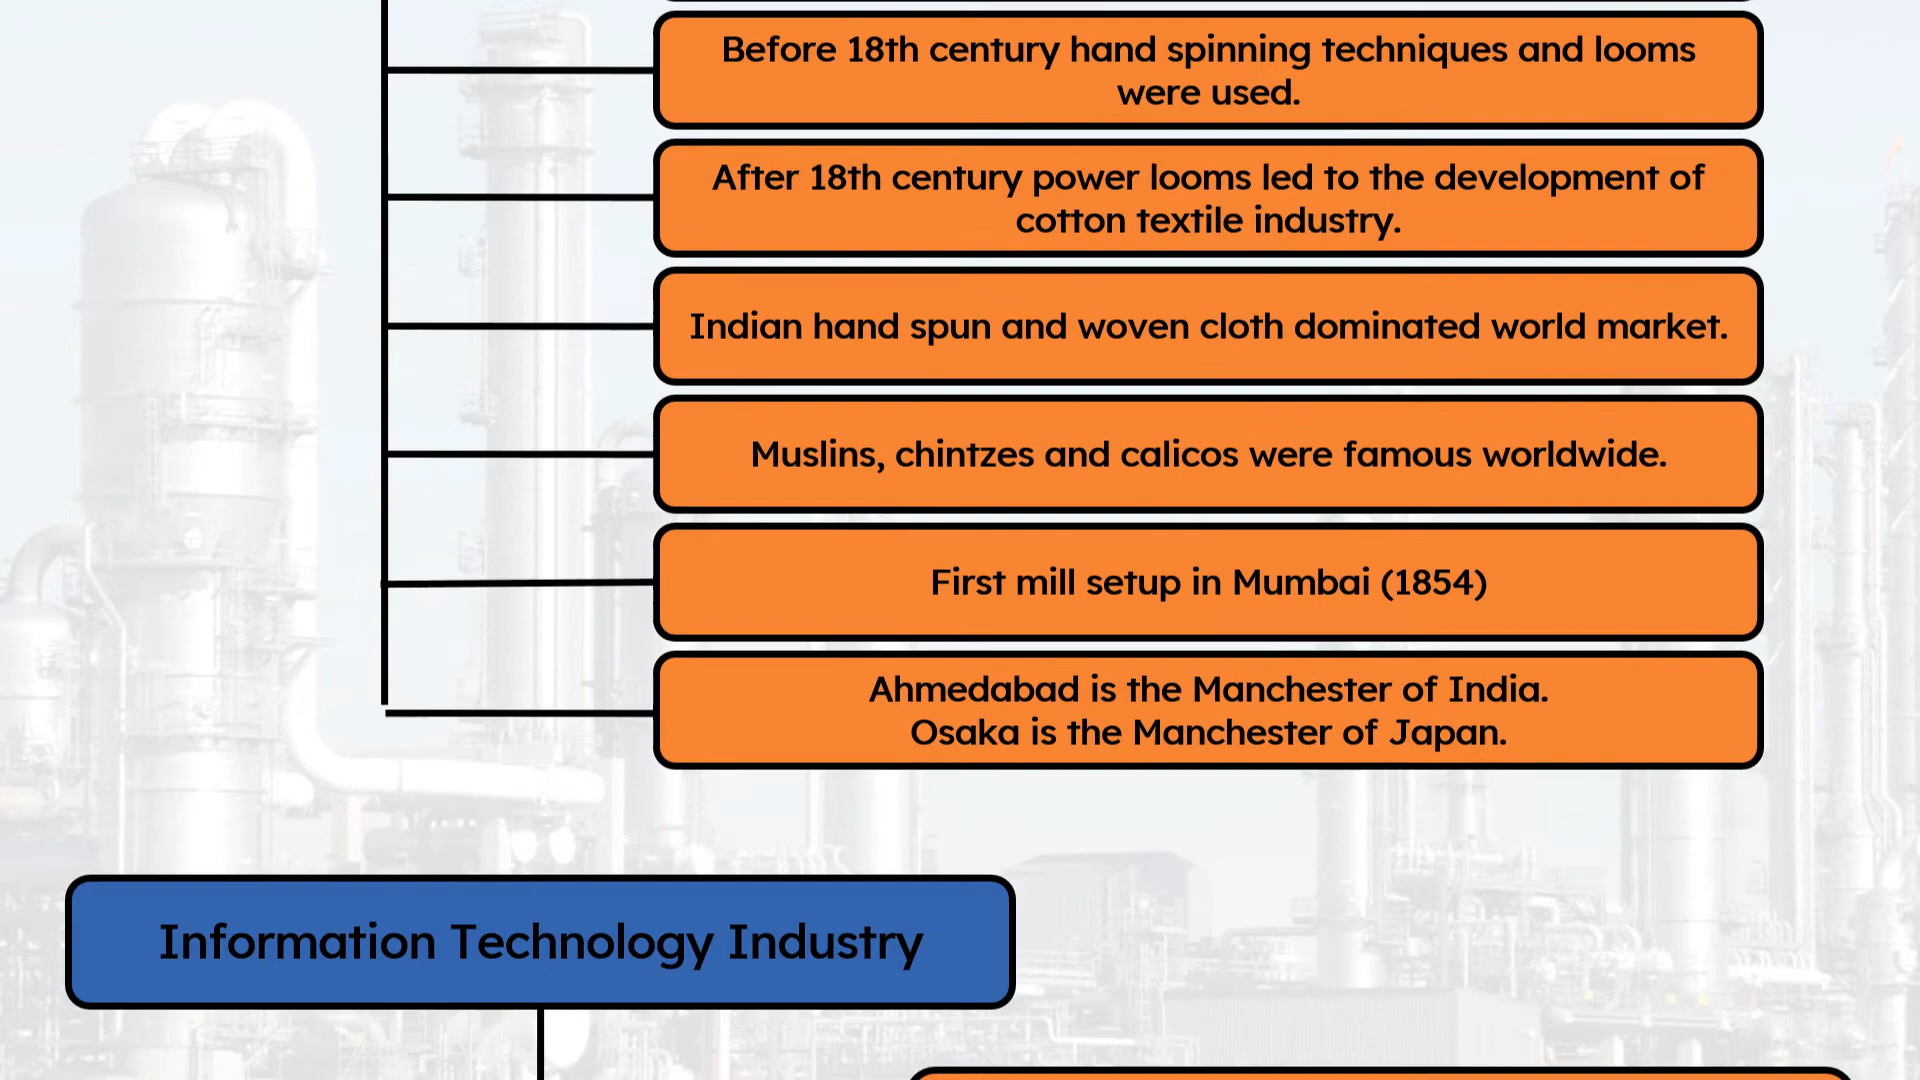 Before 18th century hand spinning techniques and looms
were used.
After 18th century power looms led to the development of
cotton textile industry.
Indian hand spun and woven cloth dominated world market.
Muslins, chintzes and calicos were famous worldwide.
First mill setup in Mumbai (1854)
Ahmedabad is the Manchester of India.
Osaka is the Manchester of Japan.
Information Technology Industry